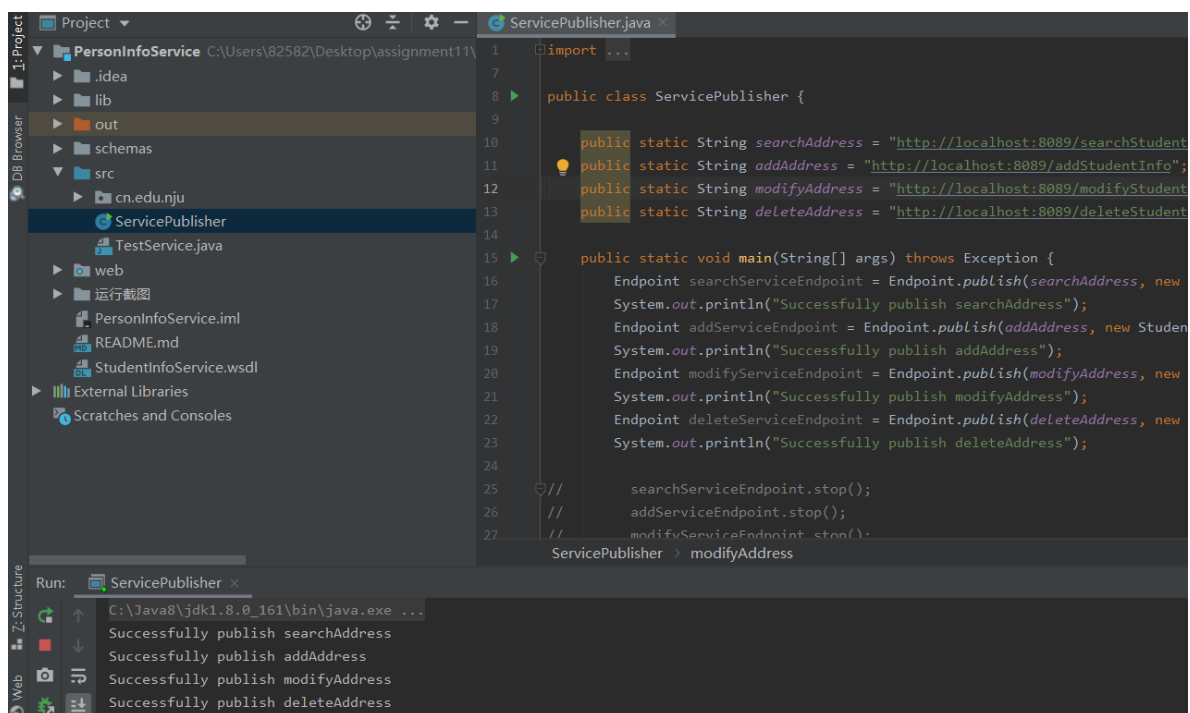 1: Project
DB Browser
Z: Structure
Web
Project
PersonInfoService C:\Users\82582\Desktop\assignment11\
.idea
lib
out
schemas
src
cn.edu.nju
ServicePublisher
TestService.java
web
运行截图
PersonInfoService.iml
README.md
StudentInfoService.wsdl
External Libraries
Scratches and Consoles
ServicePublisher.java
1 import ...
7
8 public class ServicePublisher {
9
10 public static String searchAddress = "http://localhost:8089/searchStudent
11 public static String addAddress = "http://localhost:8089/addStudentInfo";
12 public static String modifyAddress = "http://localhost:8089/modifyStudent
13 public static String deleteAddress = "http://localhost:8089/deleteStudent
14
15 public static void main(String[] args) throws Exception {
16 Endpoint searchServiceEndpoint = Endpoint.publish(searchAddress, new
17 System.out.println("Successfully publish searchAddress");
18 Endpoint addServiceEndpoint = Endpoint.publish(addAddress, new Studen
19 System.out.println("Successfully publish addAddress");
20 Endpoint modifyServiceEndpoint = Endpoint.publish(modifyAddress, new
21 System.out.println("Successfully publish modifyAddress");
22 Endpoint deleteServiceEndpoint = Endpoint.publish(deleteAddress, new
23 System.out.println("Successfully publish deleteAddress");
24
25 // searchServiceEndpoint.stop();
26 // addServiceEndpoint.stop();
27 // modifyServiceEndpoint.stop();
ServicePublisher > modifyAddress
Run: ServicePublisher
C:\Java8\jdk1.8.0_161\bin\java.exe ...
Successfully publish searchAddress
Successfully publish addAddress
Successfully publish modifyAddress
Successfully publish deleteAddress